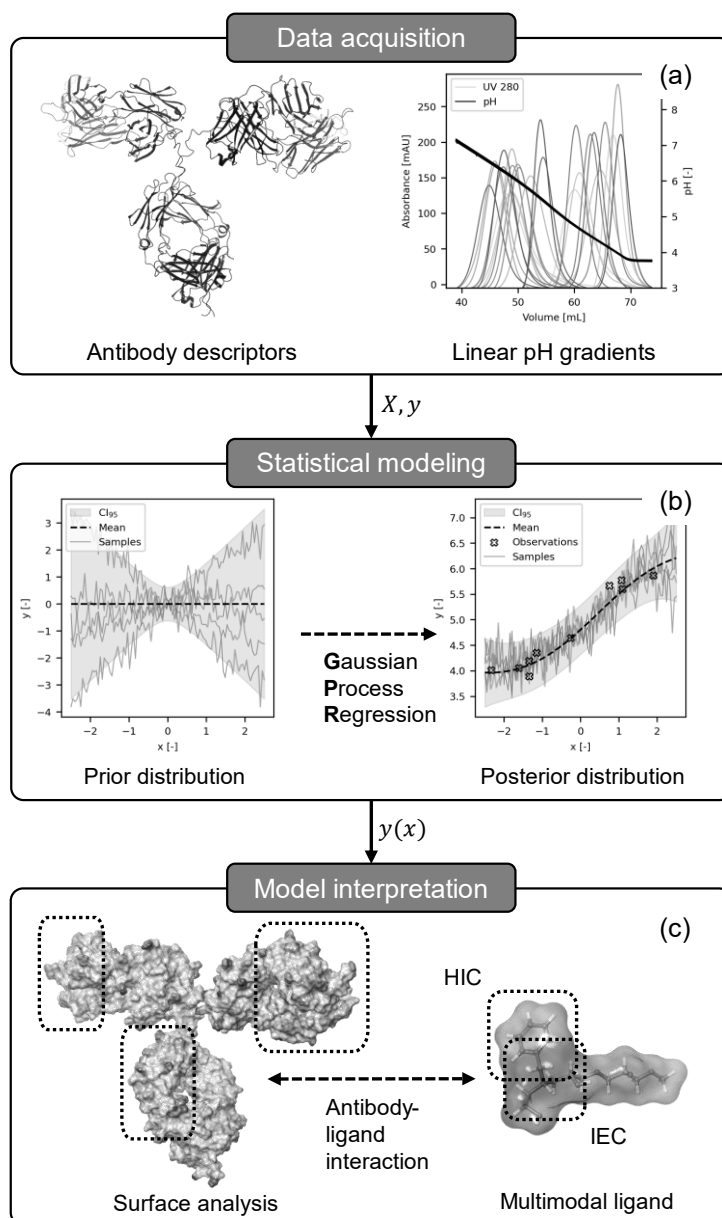 Data acquisition
(a)
UV 280
pH
250
200
150
100
50
0
Absorbance [mAU]
8
7
6
5
4
3
pH [-]
40
50
60
70
Volume [mL]
Antibody descriptors
Linear pH gradients
X, y
Statistical modeling
(b)
CI95
Mean
Samples
3
2
1
0
−1
−2
−3
−4
y [-]
−2
−1
0
1
2
x [-]
Prior distribution
Gaussian
Process
Regression
CI95
Mean
Observations
Samples
7.0
6.5
6.0
5.5
5.0
4.5
4.0
3.5
y [-]
−2
−1
0
1
2
x [-]
Posterior distribution
y(x)
Model interpretation
(c)
HIC
IEC
Antibody-
ligand
interaction
Surface analysis
Multimodal ligand